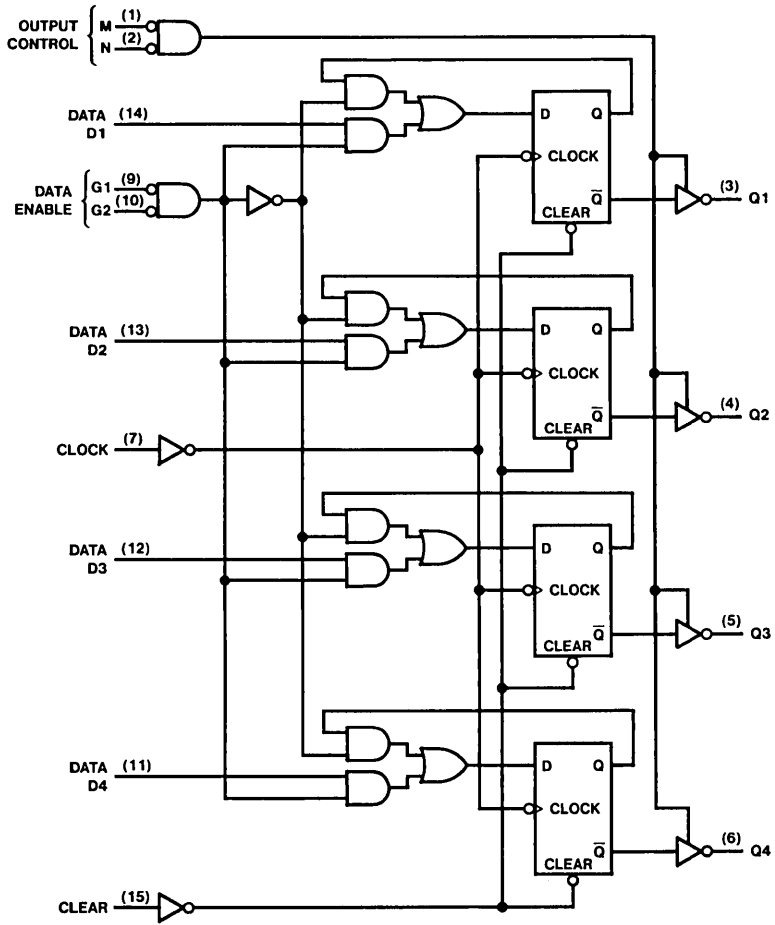 OUTPUT CONTROL
M (1)
N (2)
DATA D1 (14)
D Q
CLOCK
Q̅
CLEAR
(3) Q1
DATA ENABLE
G1 (9)
G2 (10)
DATA D2 (13)
D Q
CLOCK
Q̅
CLEAR
(4) Q2
CLOCK (7)
DATA D3 (12)
D Q
CLOCK
Q̅
CLEAR
(5) Q3
DATA D4 (11)
D Q
CLOCK
Q̅
CLEAR
(6) Q4
CLEAR (15)